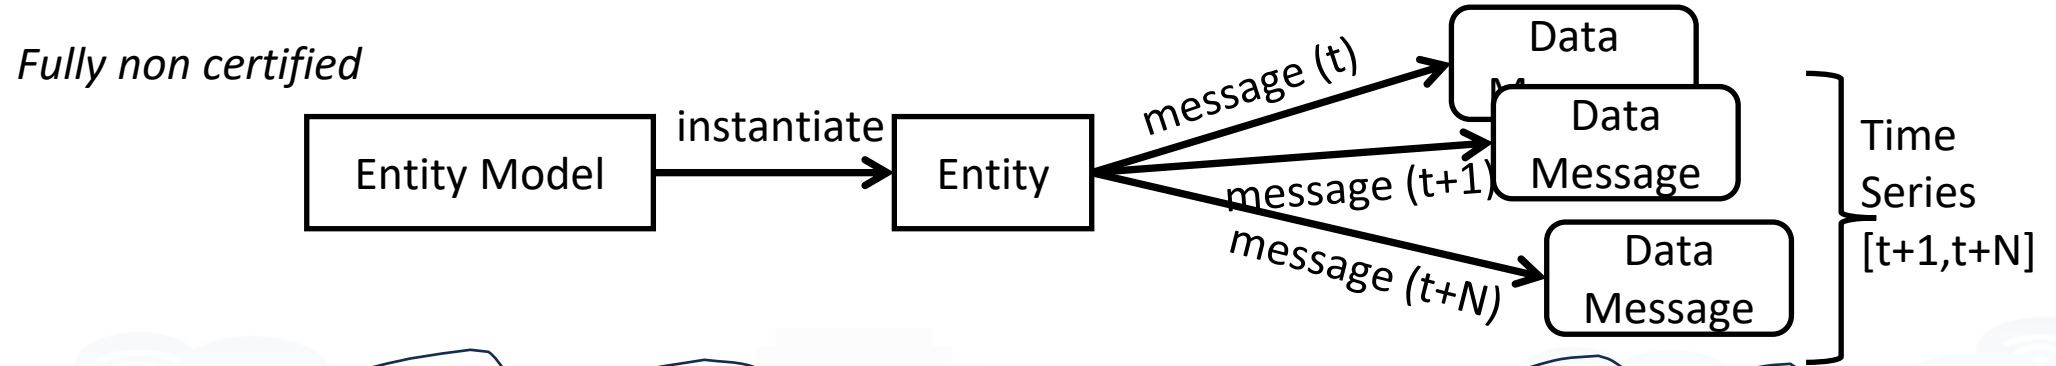 Fully non certified
Entity Model
instantiate
Entity
message (t)
message (t+1)
message (t+N)
Data
Data
Message
Data
Message
Time
Series
[t+1,t+N]